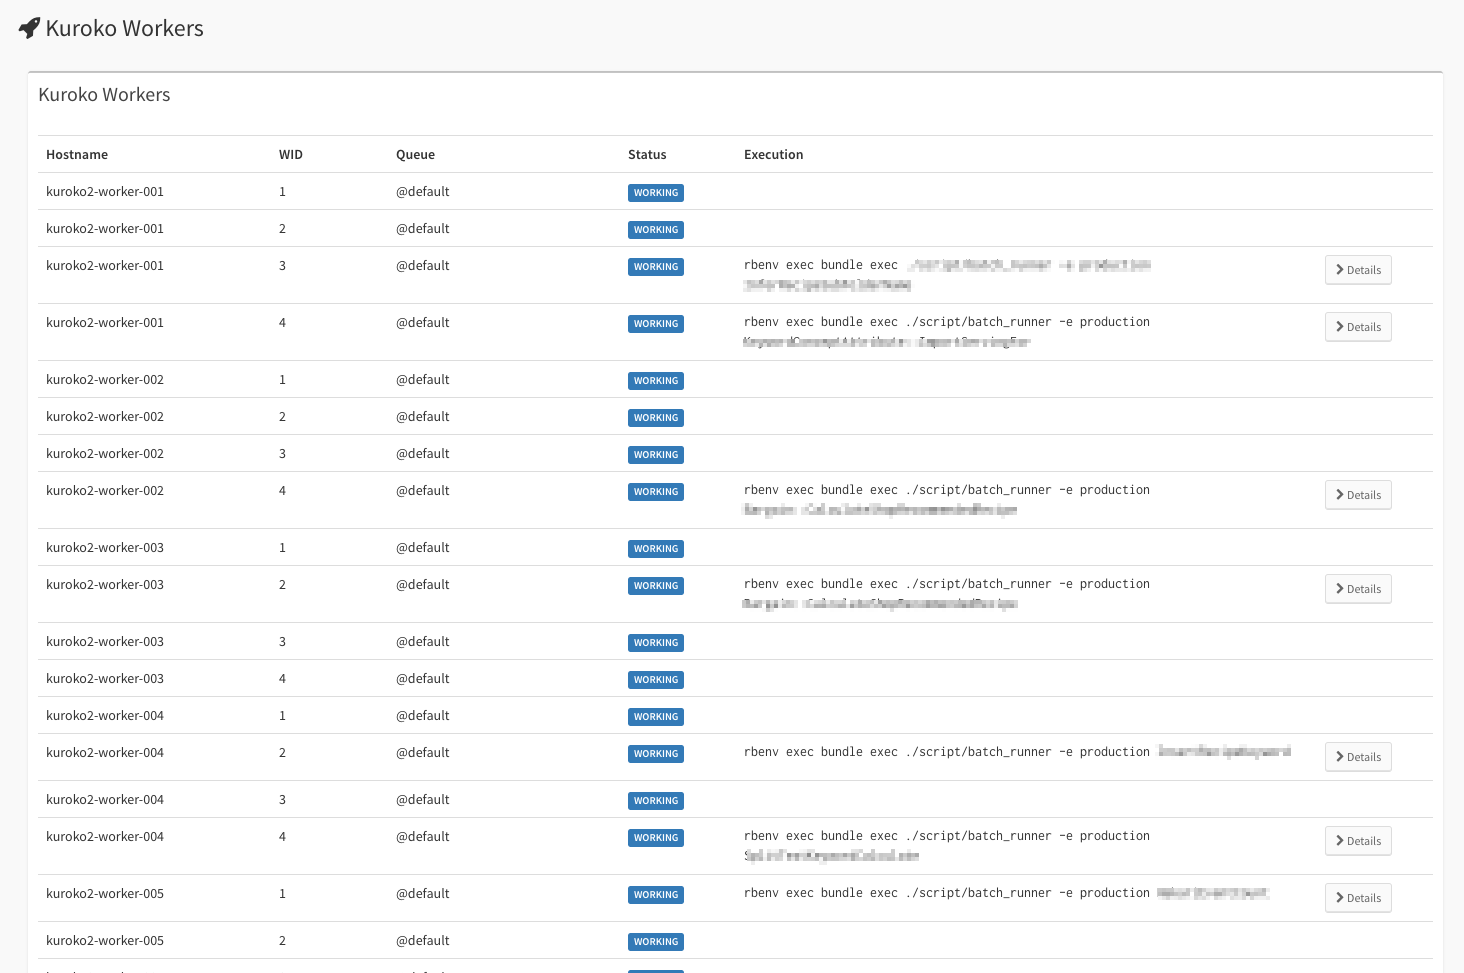 Kuroko Workers
Kuroko Workers
Hostname WID Queue Status Execution
kuroko2-worker-001 1 @default WORKING
kuroko2-worker-001 2 @default WORKING
kuroko2-worker-001 3 @default WORKING rbenv exec bundle exec Details
kuroko2-worker-001 4 @default WORKING rbenv exec bundle exec ./script/batch_runner -e production Details
kuroko2-worker-002 1 @default WORKING
kuroko2-worker-002 2 @default WORKING
kuroko2-worker-002 3 @default WORKING
kuroko2-worker-002 4 @default WORKING rbenv exec bundle exec ./script/batch_runner -e production Details
kuroko2-worker-003 1 @default WORKING
kuroko2-worker-003 2 @default WORKING rbenv exec bundle exec ./script/batch_runner -e production Details
kuroko2-worker-003 3 @default WORKING
kuroko2-worker-003 4 @default WORKING
kuroko2-worker-004 1 @default WORKING
kuroko2-worker-004 2 @default WORKING rbenv exec bundle exec ./script/batch_runner -e production Details
kuroko2-worker-004 3 @default WORKING
kuroko2-worker-004 4 @default WORKING rbenv exec bundle exec ./script/batch_runner -e production Details
kuroko2-worker-005 1 @default WORKING rbenv exec bundle exec ./script/batch_runner -e production Details
kuroko2-worker-005 2 @default WORKING